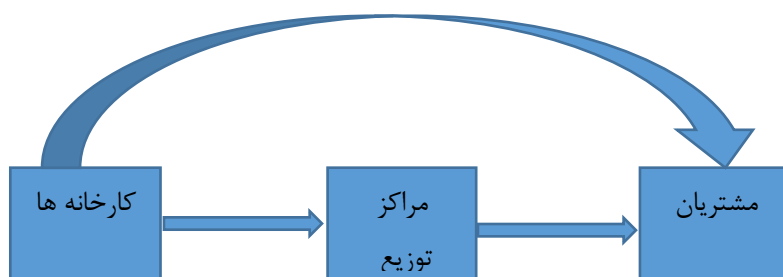 کارخانه ها
مراکز
توزیع
مشتریان